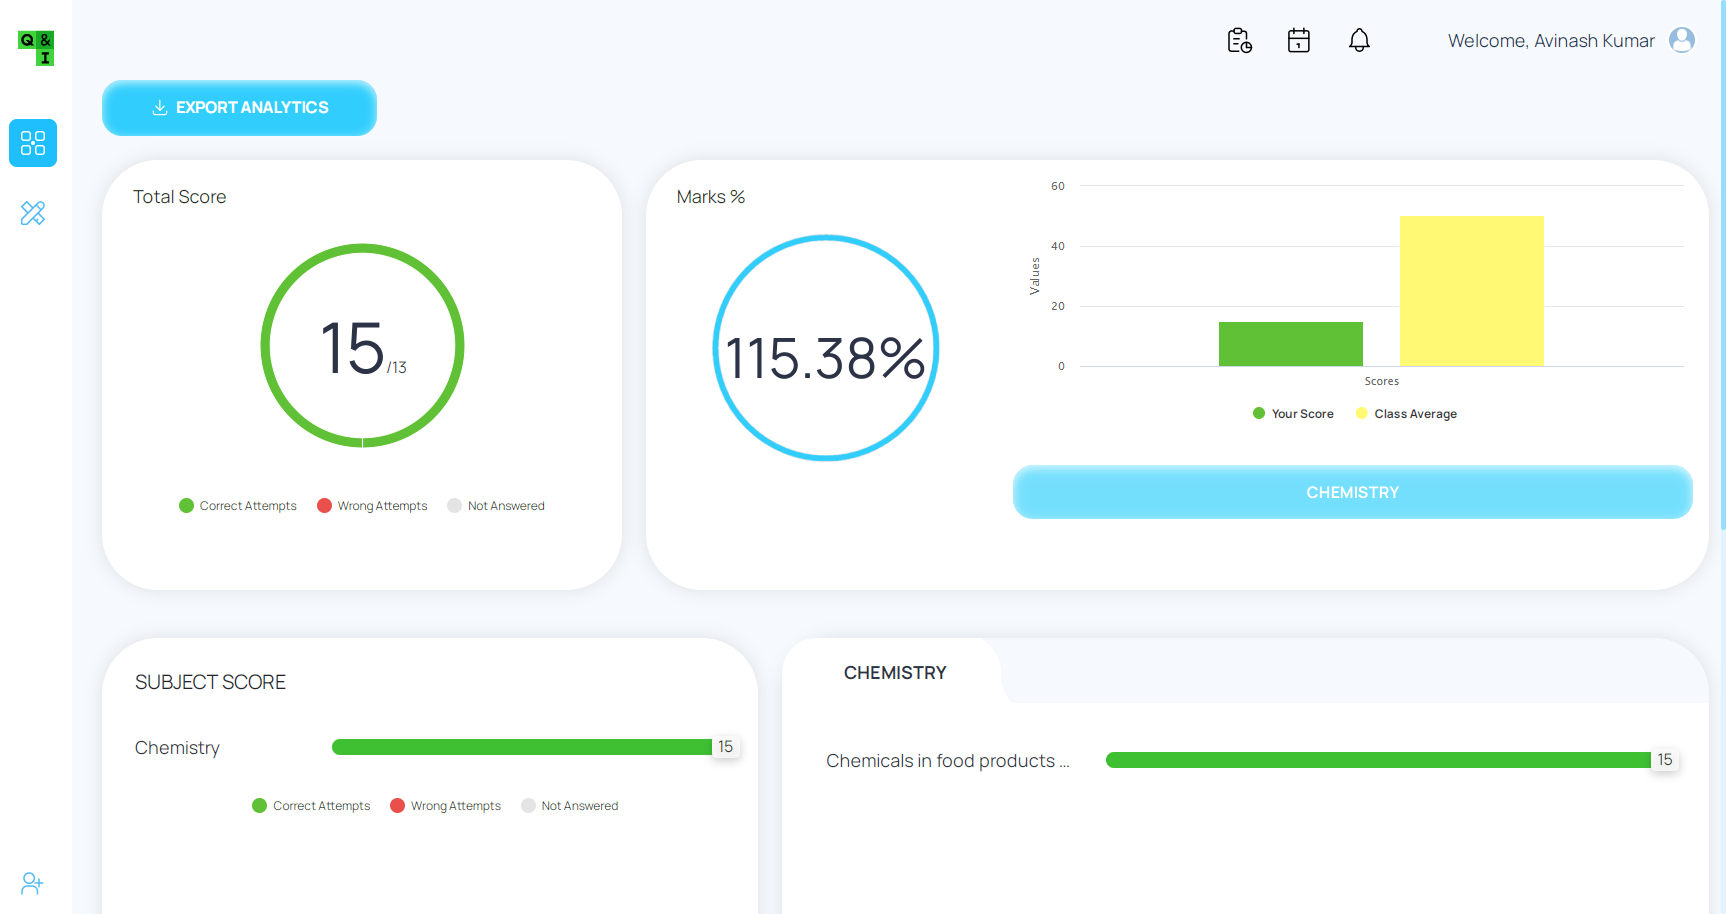 Q &
I
Welcome, Avinash Kumar
EXPORT ANALYTICS
Total Score
15/13
Correct Attempts Wrong Attempts Not Answered
Marks %
115.38%
60
40
20
0
Values
Scores
Your Score Class Average
CHEMISTRY
SUBJECT SCORE
Chemistry 15
Correct Attempts Wrong Attempts Not Answered
CHEMISTRY
Chemicals in food products ... 15